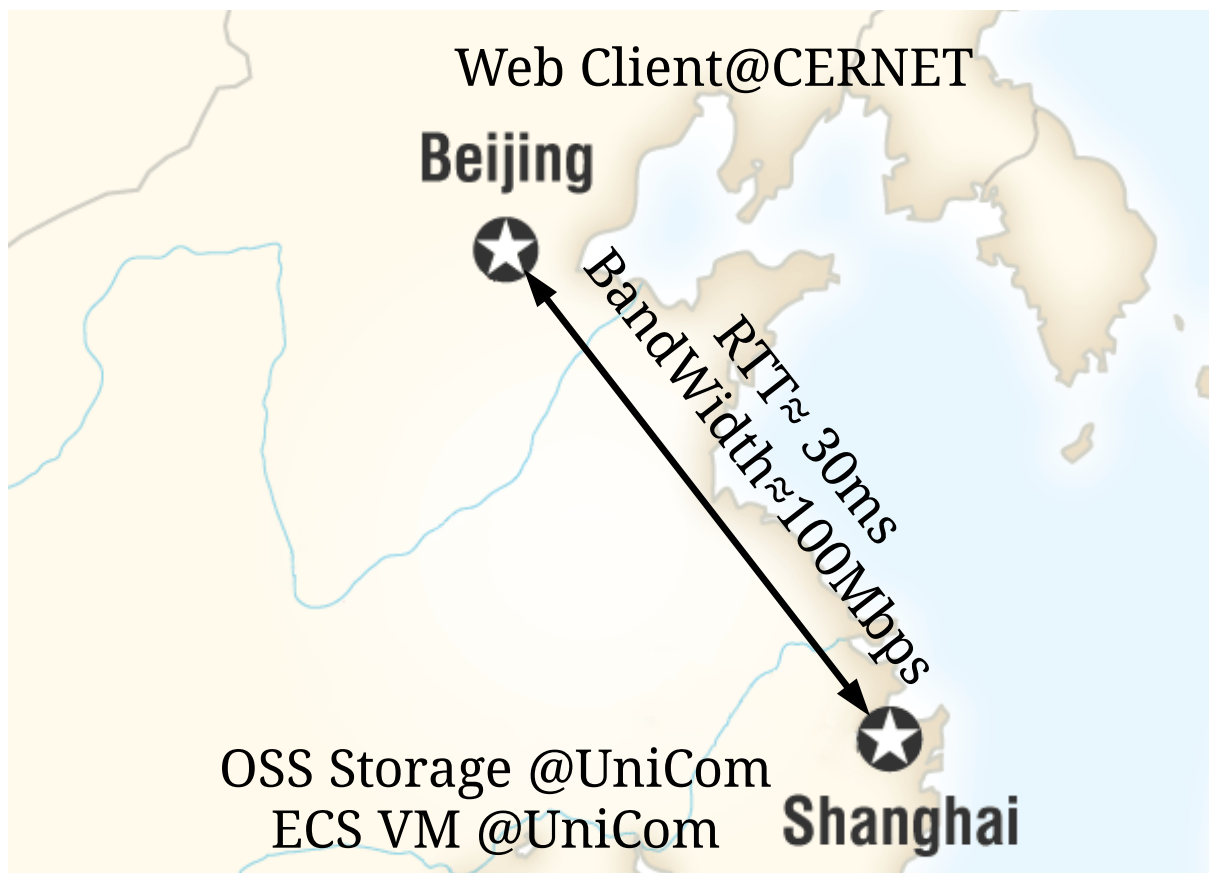 Web Client@CERNET
Beijing
RTT≈ 30ms
BandWidth≈100Mbps
OSS Storage @UniCom
ECS VM @UniCom
Shanghai